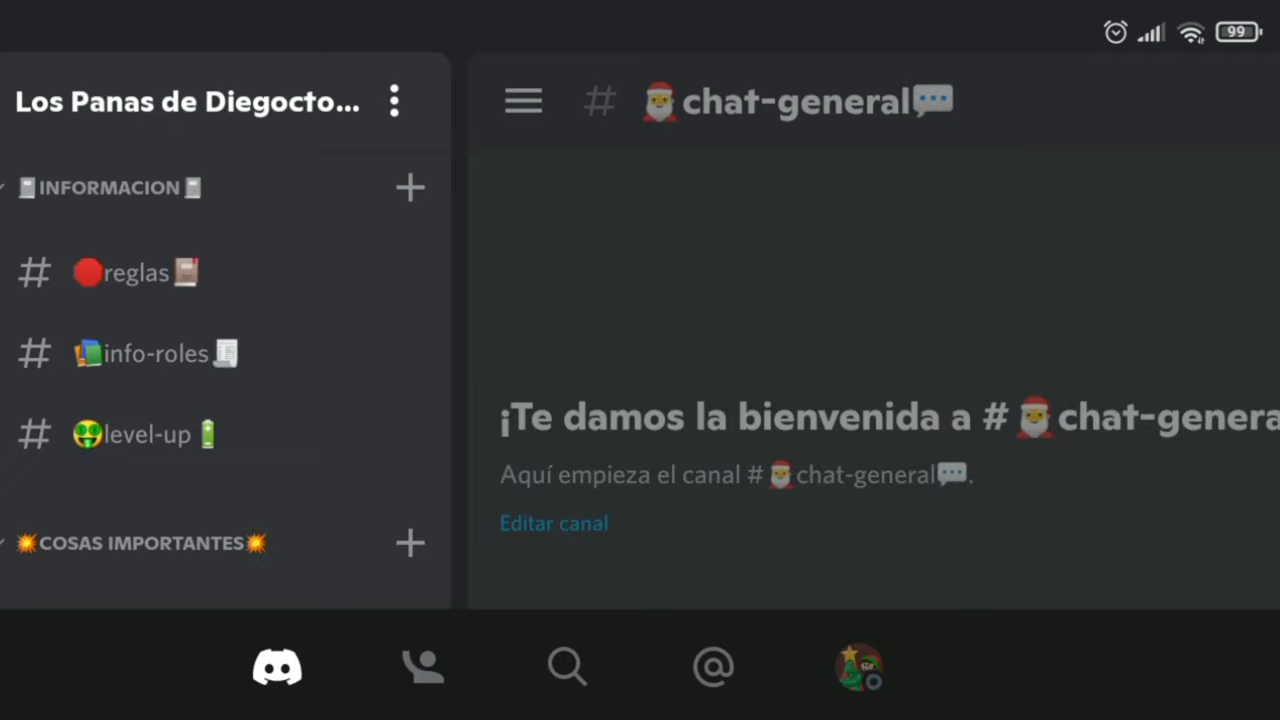 99
Los Panas de Diegocto...
📓INFORMACION📓
# 🛑reglas📕
# 📚info-roles🧾
# 🤑level-up🔋
💥COSAS IMPORTANTES💥
# 🎅chat-general💬
¡Te damos la bienvenida a #🎅chat-genera
Aquí empieza el canal #🎅chat-general💬.
Editar canal